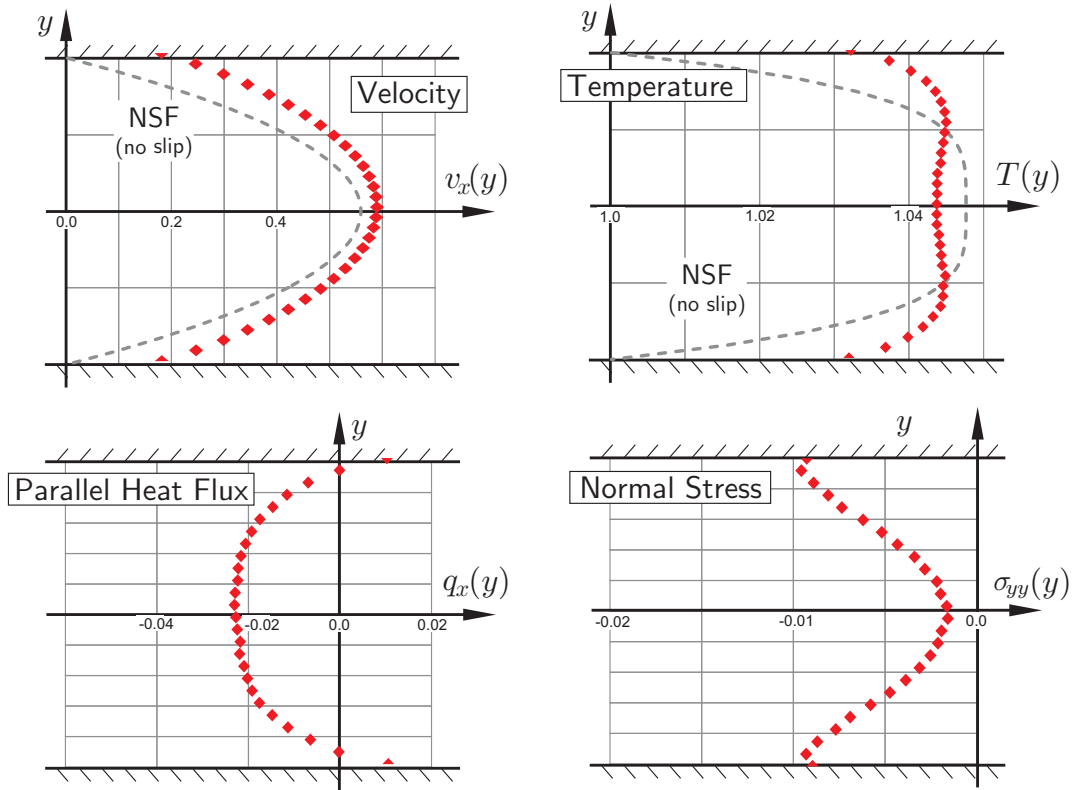 y
Velocity
NSF
(no slip)
v_x(y)
0.0
0.2
0.4
y
Temperature
T(y)
1.0
1.02
1.04
NSF
(no slip)
y
Parallel Heat Flux
q_x(y)
-0.04
-0.02
0.0
0.02
y
Normal Stress
σ_yy(y)
-0.02
-0.01
0.0